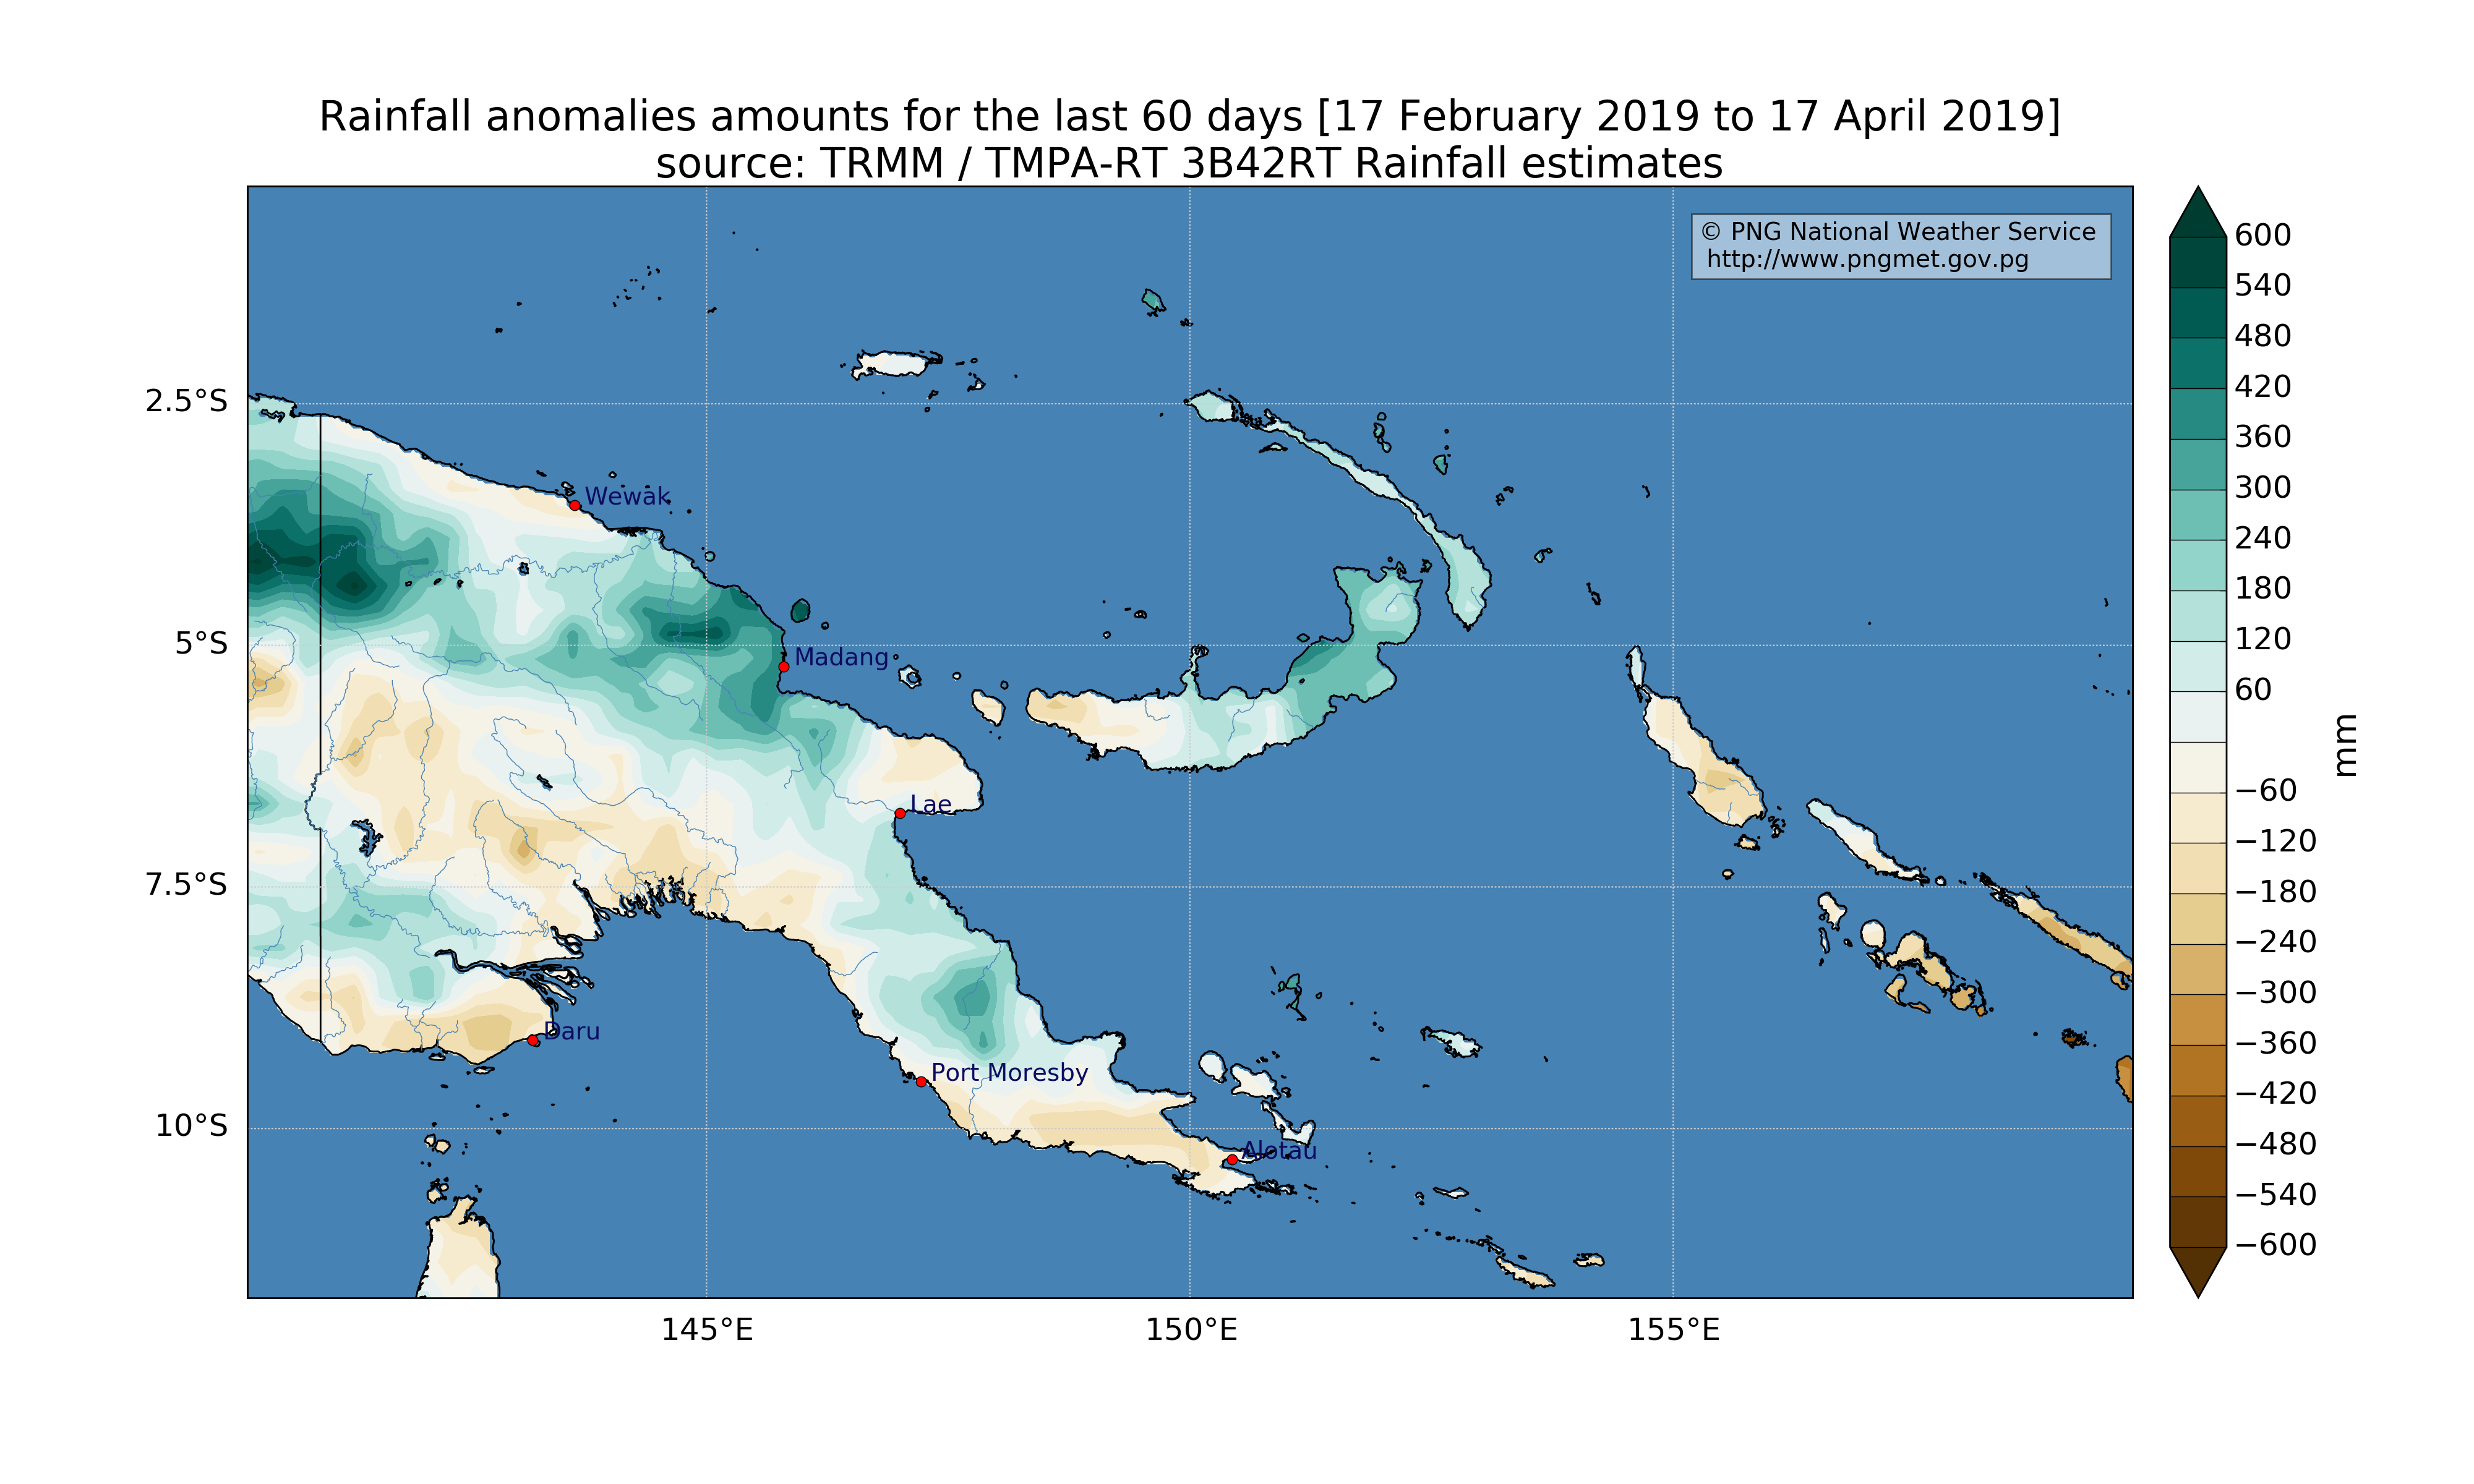 Rainfall anomalies amounts for the last 60 days [17 February 2019 to 17 April 2019]
source: TRMM / TMPA-RT 3B42RT Rainfall estimates
© PNG National Weather Service
http://www.pngmet.gov.pg
600
540
480
420
360
300
240
180
120
60
−60
−120
−180
−240
−300
−360
−420
−480
−540
−600
mm
2.5°S
5°S
7.5°S
10°S
Wewak
Madang
Lae
Daru
Port Moresby
Alotau
145°E
150°E
155°E